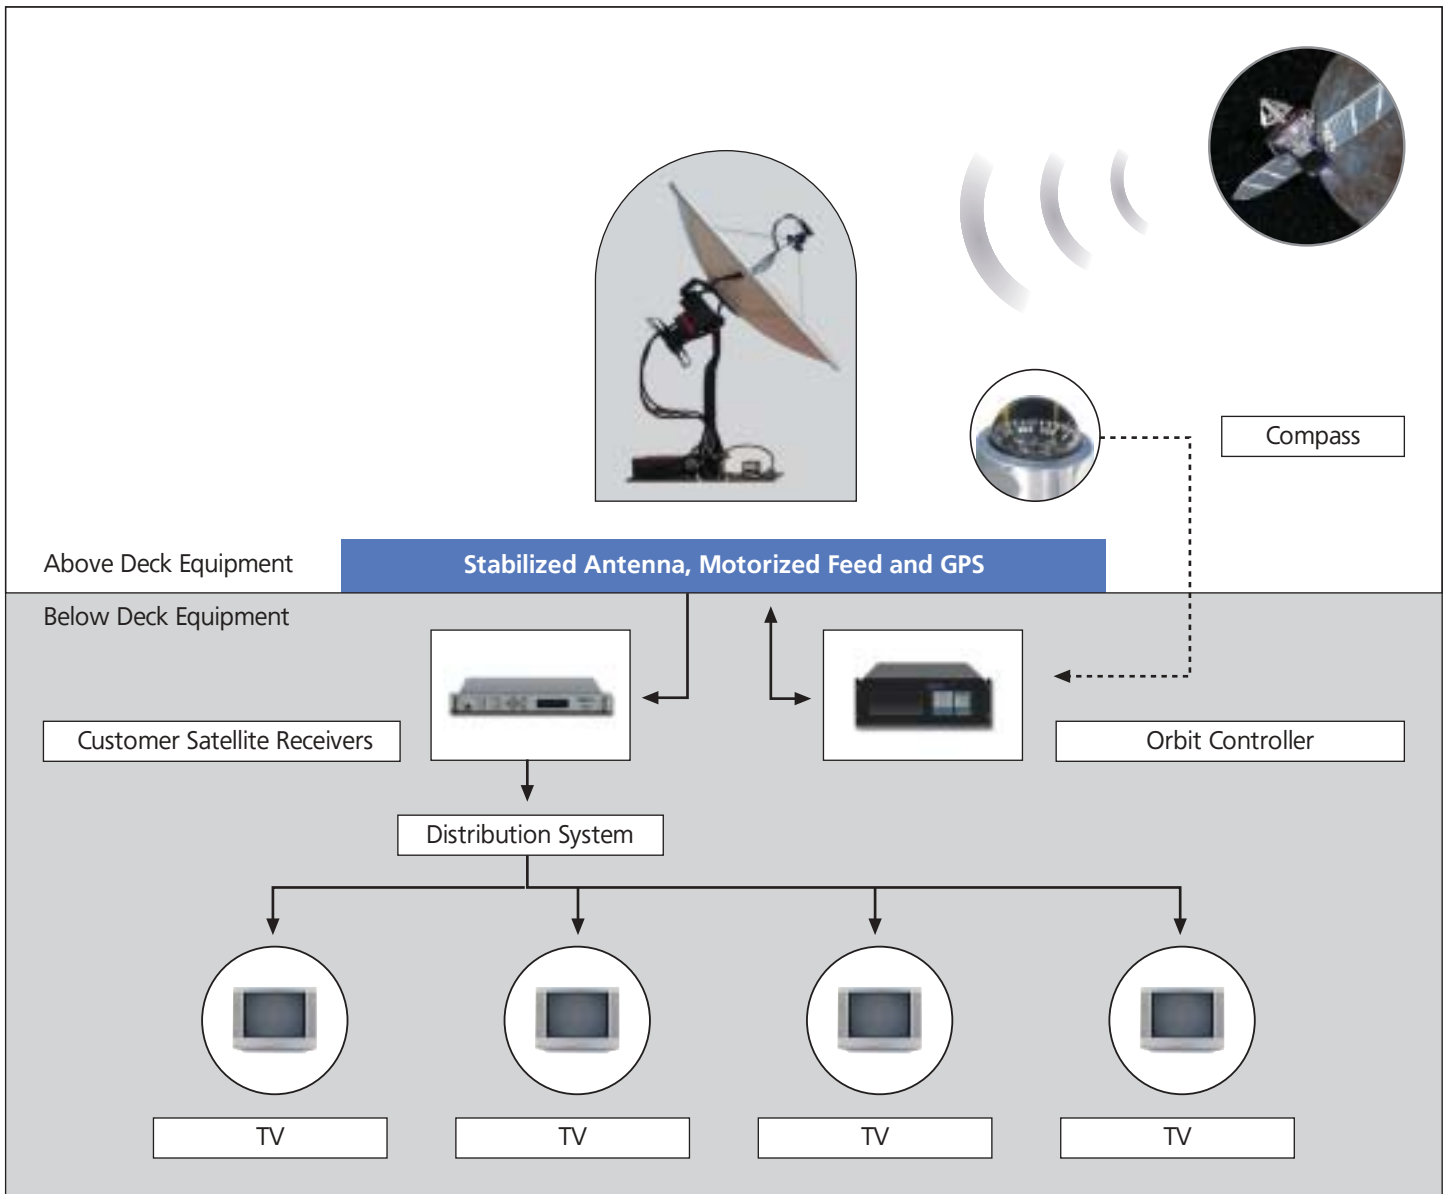 Compass
Above Deck Equipment
Stabilized Antenna, Motorized Feed and GPS
Below Deck Equipment
Customer Satellite Receivers
Orbit Controller
Distribution System
TV
TV
TV
TV